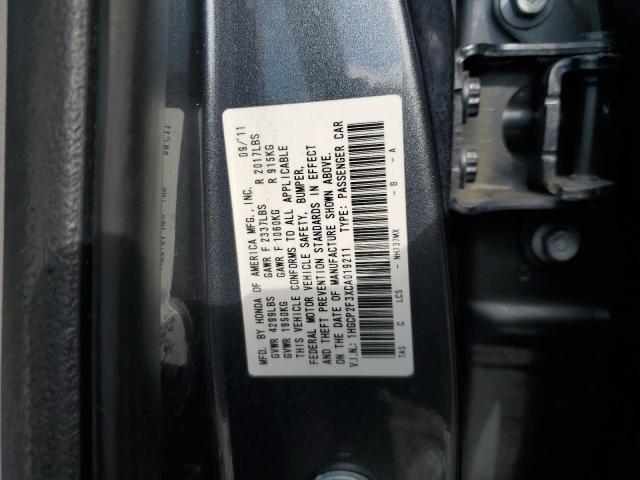 MFD. BY HONDA OF AMERICA MFG., INC. 09/'11
GVWR 4299LBS GAWR F 2337LBS R 2017LBS
GVWR 1950KG GAWR F 1060KG R 915KG
THIS VEHICLE CONFORMS TO ALL APPLICABLE
FEDERAL MOTOR VEHICLE SAFETY, BUMPER,
AND THEFT PREVENTION STANDARDS IN EFFECT
ON THE DATE OF MANUFACTURE SHOWN ABOVE.
V.I.N.: 1HGCP2F3XCA019211 TYPE: PASSENGER CAR
TA5 C LC5 NH737MX - B - A